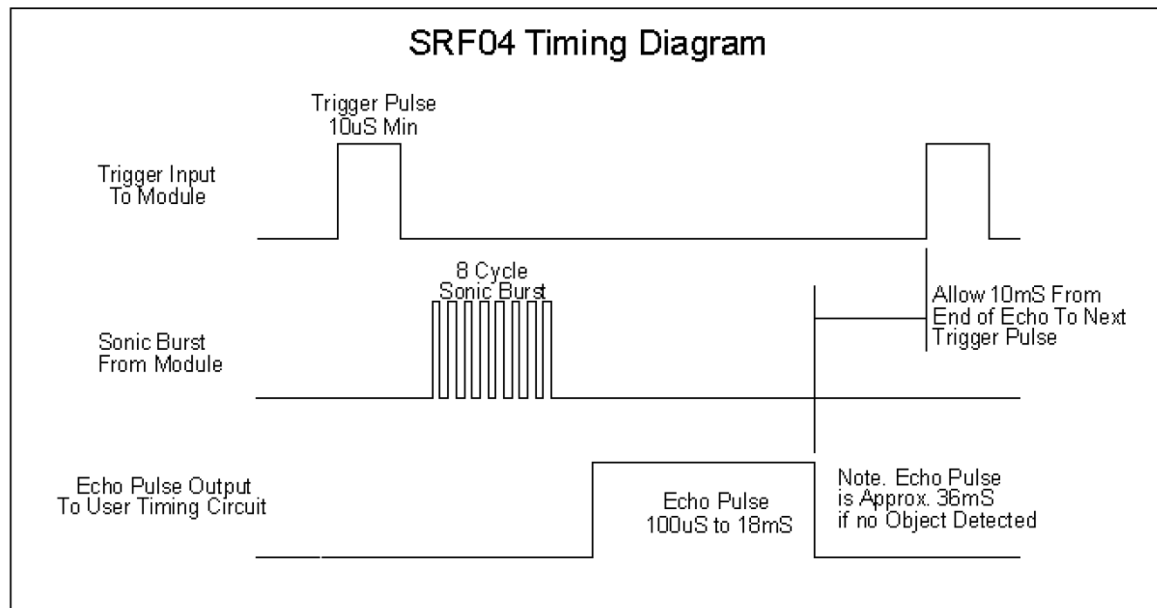 SRF04 Timing Diagram
Trigger Pulse
10uS Min
Trigger Input
To Module
8 Cycle
Sonic Burst
Allow 10mS From
End of Echo To Next
Trigger Pulse
Sonic Burst
From Module
Echo Pulse Output
To User Timing Circuit
Echo Pulse
100uS to 18mS
Note. Echo Pulse
is Approx. 36mS
if no Object Detected